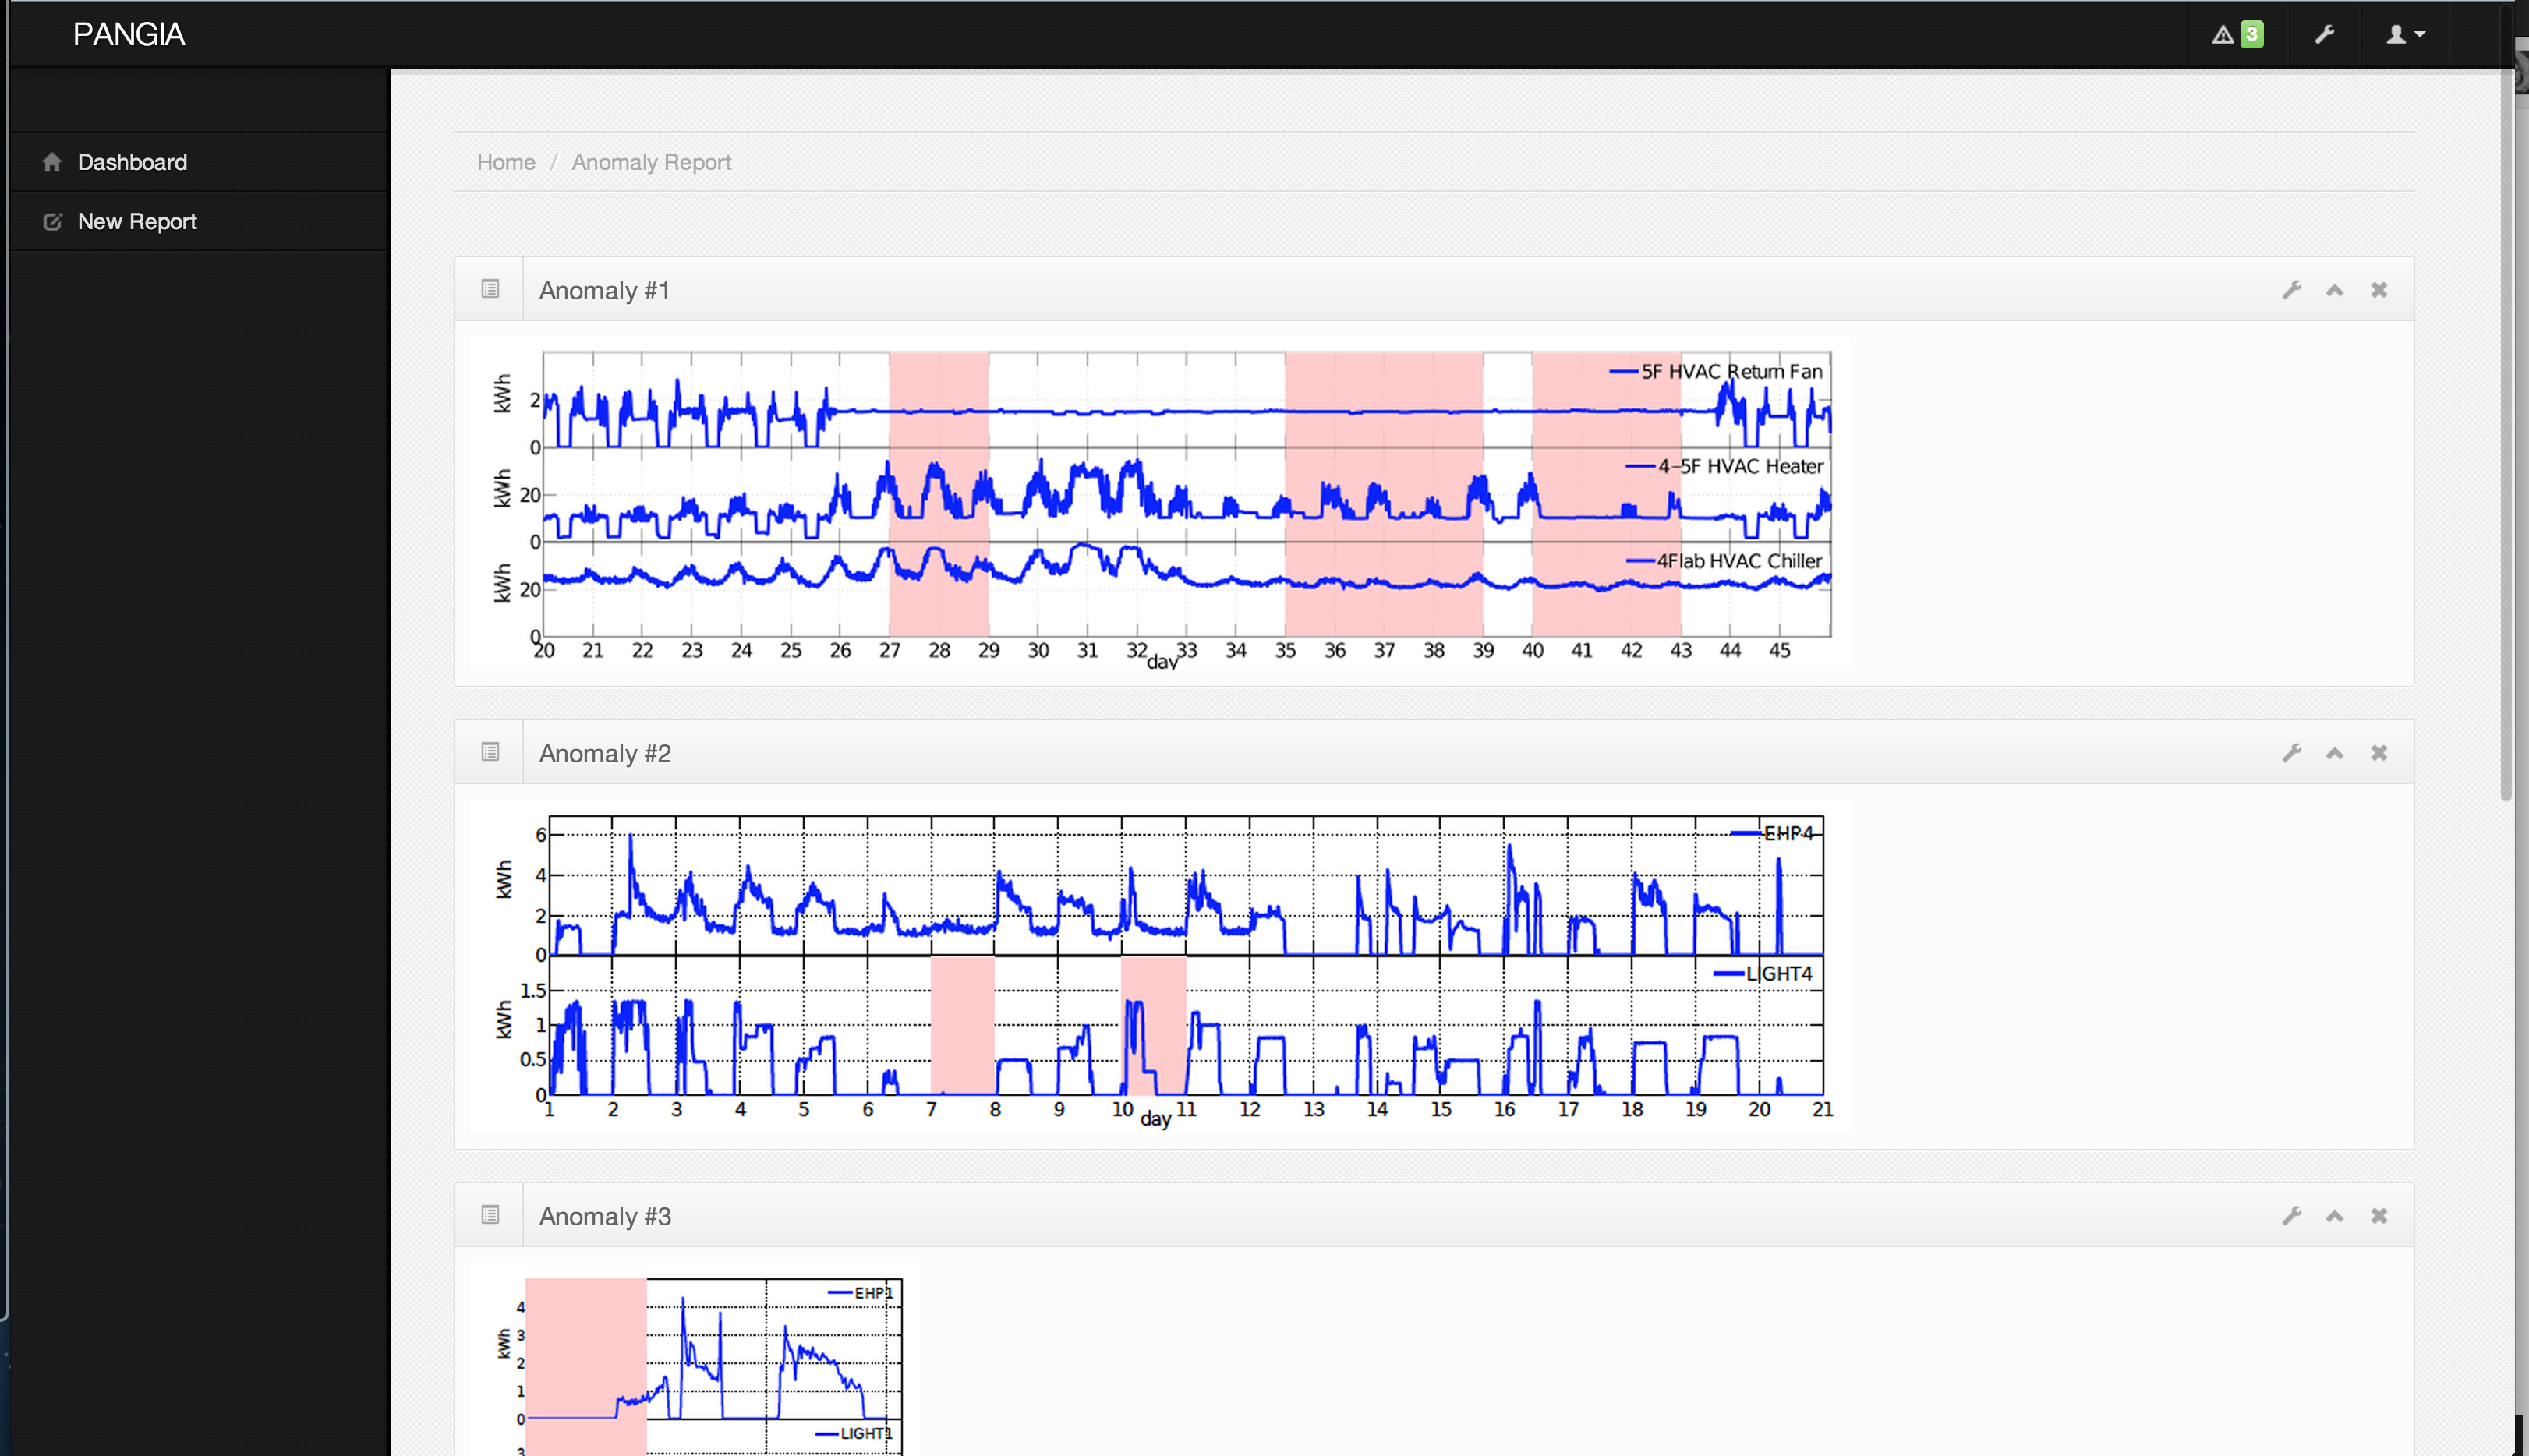 PANGIA
3
Dashboard
New Report
Home / Anomaly Report
Anomaly #1
5F HVAC Return Fan
kWh
2
0
4-5F HVAC Heater
kWh
20
0
4Flab HVAC Chiller
kWh
20
0
20 21 22 23 24 25 26 27 28 29 30 31 32 33 34 35 36 37 38 39 40 41 42 43 44 45
day
Anomaly #2
EHP4
kWh
6
4
2
0
LIGHT4
kWh
1.5
1
0.5
0
1 2 3 4 5 6 7 8 9 10 11 12 13 14 15 16 17 18 19 20 21
day
Anomaly #3
EHP1
kWh
4
3
2
1
0
LIGHT1
3